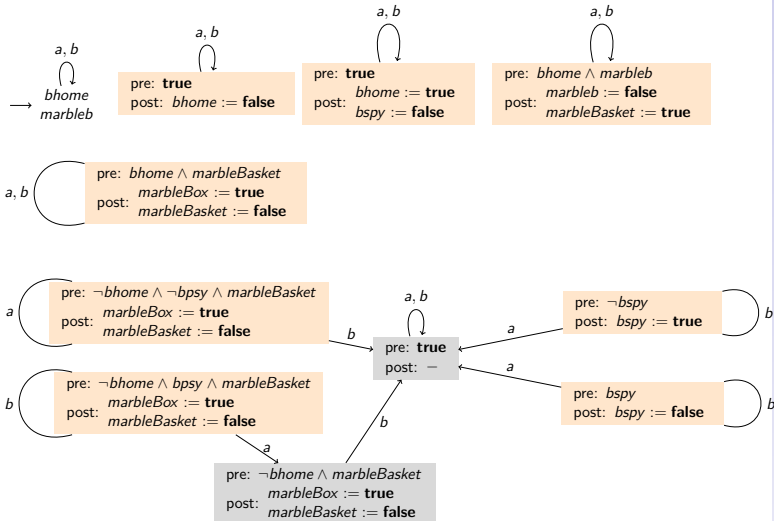 a, b
bhome
marbleb
a, b
pre: true
post: bhome := false
a, b
pre: true
post: bhome := true
bspy := false
a, b
pre: bhome ∧ marbleb
post: marbleb := false
marbleBasket := true
a, b
pre: bhome ∧ marbleBasket
post: marbleBox := true
marbleBasket := false
a
pre: ¬bhome ∧ ¬bpsy ∧ marbleBasket
post: marbleBox := true
marbleBasket := false
b
a, b
pre: true
post: −
a
pre: ¬bspy
post: bspy := true
b
b
pre: ¬bhome ∧ bpsy ∧ marbleBasket
post: marbleBox := true
marbleBasket := false
a
b
a
pre: bspy
post: bspy := false
b
pre: ¬bhome ∧ marbleBasket
post: marbleBox := true
marbleBasket := false